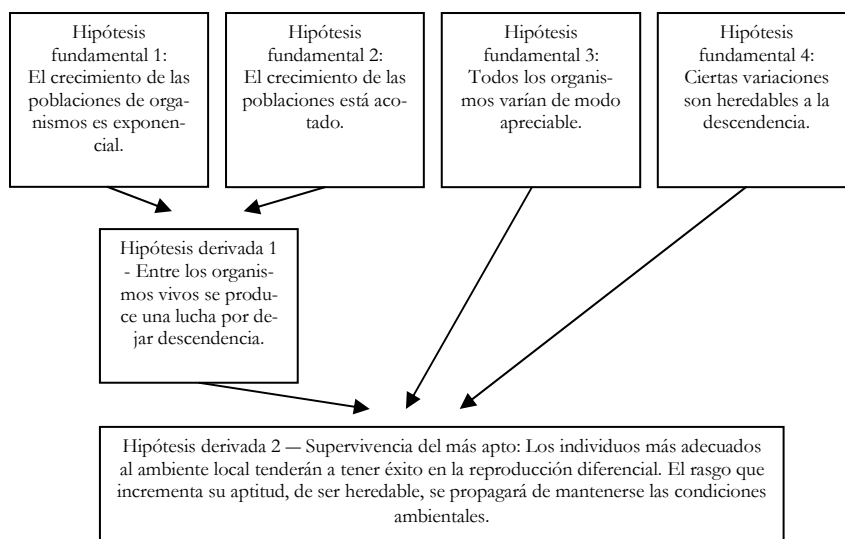 Hipótesis
fundamental 1:
El crecimiento de las
poblaciones de orga-
nismos es exponen-
cial.
Hipótesis
fundamental 2:
El crecimiento de las
poblaciones está aco-
tado.
Hipótesis
fundamental 3:
Todos los organis-
mos varían de modo
apreciable.
Hipótesis
fundamental 4:
Ciertas variaciones
son heredables a la
descendencia.
Hipótesis derivada 1
- Entre los organis-
mos vivos se produ-
ce una lucha por de-
jar descendencia.
Hipótesis derivada 2 — Supervivencia del más apto: Los individuos más adecuados
al ambiente local tenderán a tener éxito en la reproducción diferencial. El rasgo que
incrementa su aptitud, de ser heredable, se propagará de mantenerse las condiciones
ambientales.